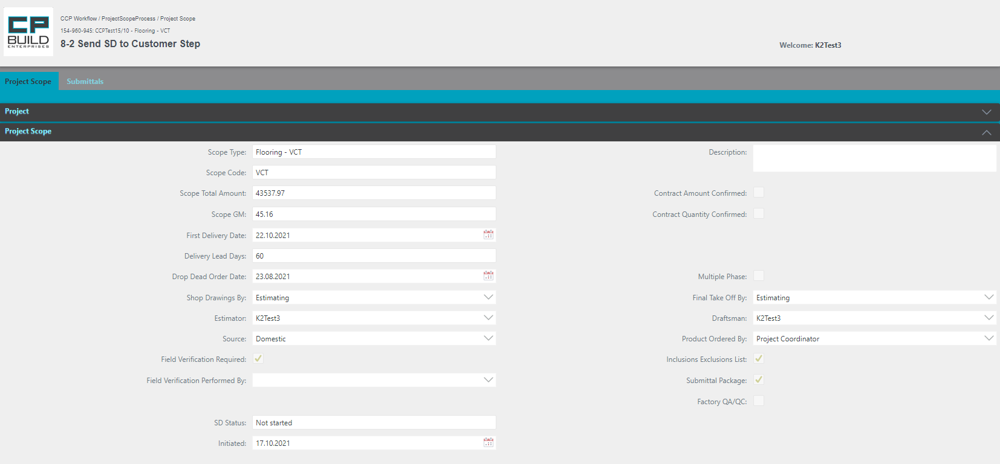 CP
BUILD
ENTERPRISES
CCP Workflow / ProjectScopeProcess / Project Scope
154-960-945: CCPTest15/10 - Flooring - VCT
8-2 Send SD to Customer Step
Welcome: K2Test3
Project Scope Submittals
Project
Project Scope
Scope Type: Flooring - VCT Description:
Scope Code: VCT
Scope Total Amount: 43537.97 Contract Amount Confirmed:
Scope GM: 45.16 Contract Quantity Confirmed:
First Delivery Date: 22.10.2021
Delivery Lead Days: 60
Drop Dead Order Date: 23.08.2021 Multiple Phase:
Shop Drawings By: Estimating Final Take Off By: Estimating
Estimator: K2Test3 Draftsman: K2Test3
Source: Domestic Product Ordered By: Project Coordinator
Field Verification Required: Inclusions Exclusions List:
Field Verification Performed By: Submittal Package:
Factory QA/QC:
SD Status: Not started
Initiated: 17.10.2021